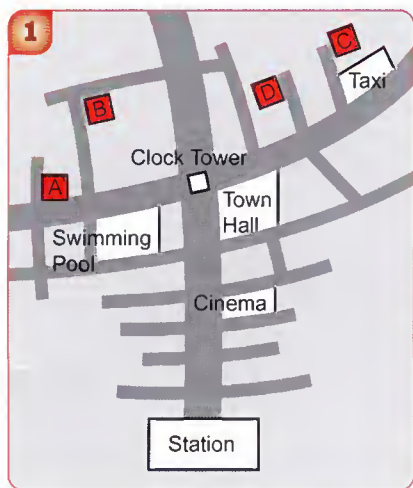 1
C
Taxi
B
D
Clock Tower
A
Town
Hall
Swimming
Pool
Cinema
Station